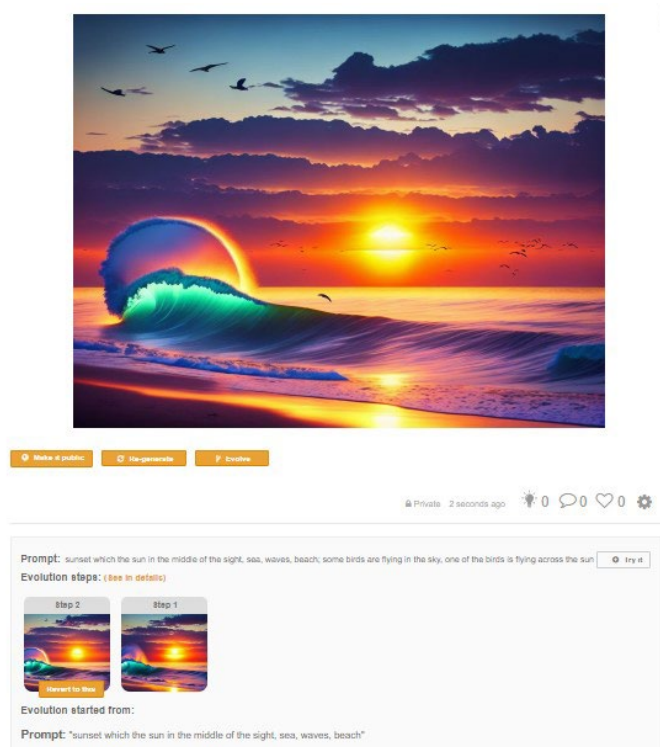 Make it public Re-generate Evolve
Private 2 seconds ago 0 0 0
Prompt: sunset which the sun in the middle of the sight, sea, waves, beach; some birds are flying in the sky, one of the birds is flying across the sun Try it
Evolution steps: (See in details)
Step 2 Step 1
Revert to this
Evolution started from:
Prompt: "sunset which the sun in the middle of the sight, sea, waves, beach"